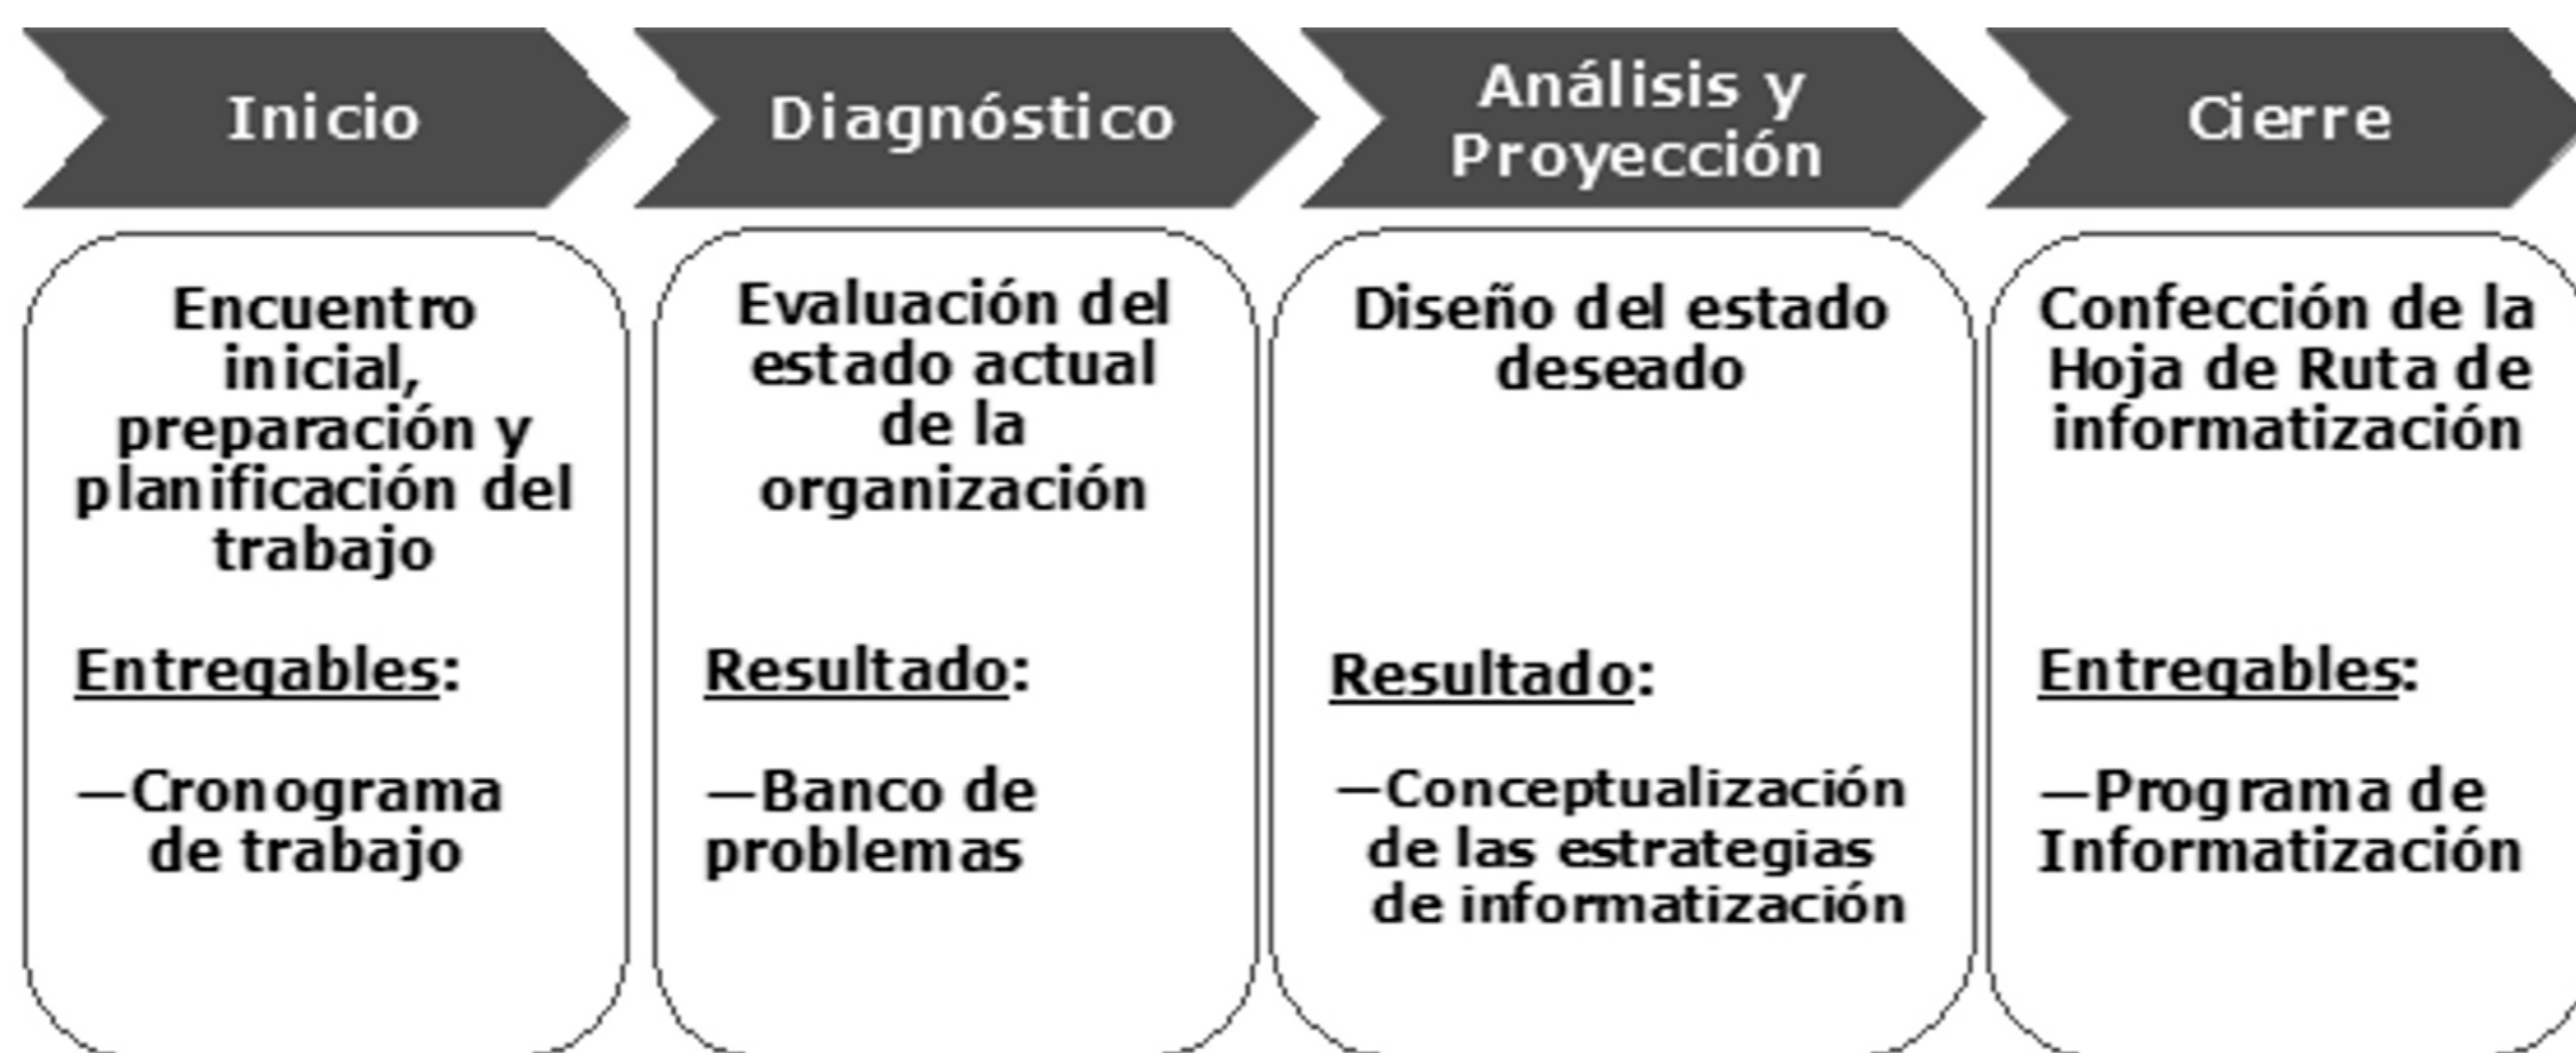 Inicio
Encuentro
inicial,
preparación y
planificación del
trabajo
Entregables:
—Cronograma
de trabajo
Diagnóstico
Evaluación del
estado actual
de la
organización
Resultado:
—Banco de
problemas
Análisis y
Proyección
Diseño del estado
deseado
Resultado:
—Conceptualización
de las estrategias
de informatización
Cierre
Confección de la
Hoja de Ruta de
informatización
Entregables:
—Programa de
Informatización